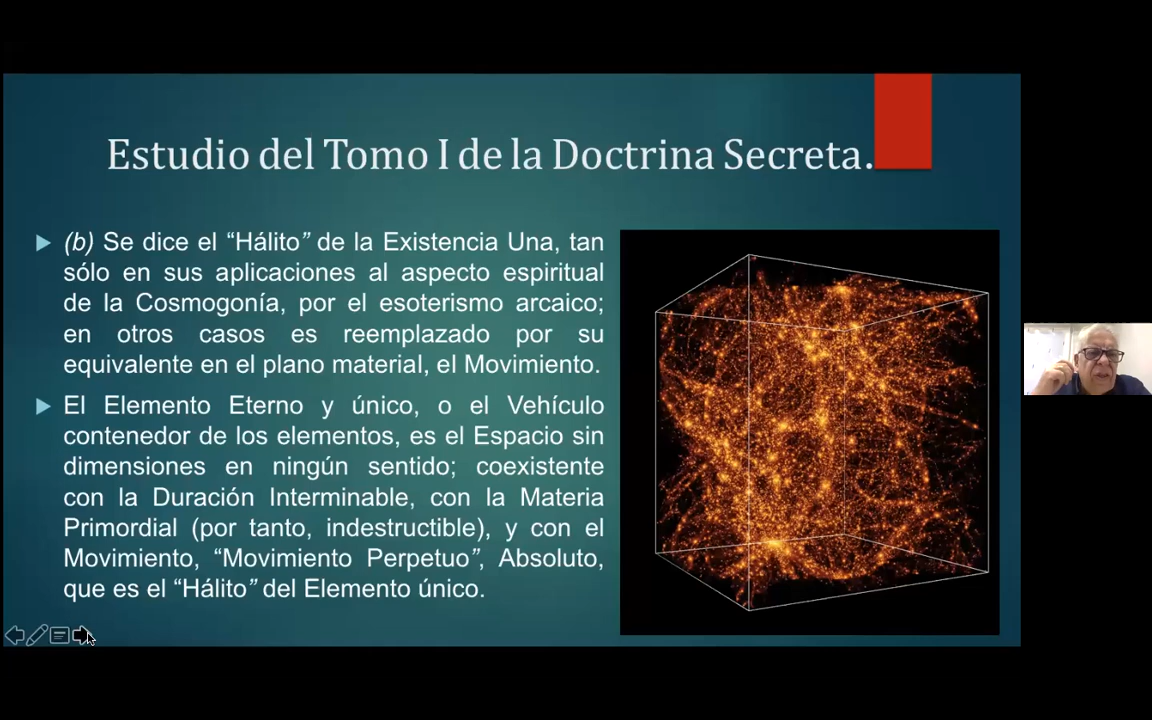 Estudio del Tomo I de la Doctrina Secreta.
(b) Se dice el “Hálito” de la Existencia Una, tan
sólo en sus aplicaciones al aspecto espiritual
de la Cosmogonía, por el esoterismo arcaico;
en otros casos es reemplazado por su
equivalente en el plano material, el Movimiento.
El Elemento Eterno y único, o el Vehículo
contenedor de los elementos, es el Espacio sin
dimensiones en ningún sentido; coexistente
con la Duración Interminable, con la Materia
Primordial (por tanto, indestructible), y con el
Movimiento, “Movimiento Perpetuo”, Absoluto,
que es el “Hálito” del Elemento único.